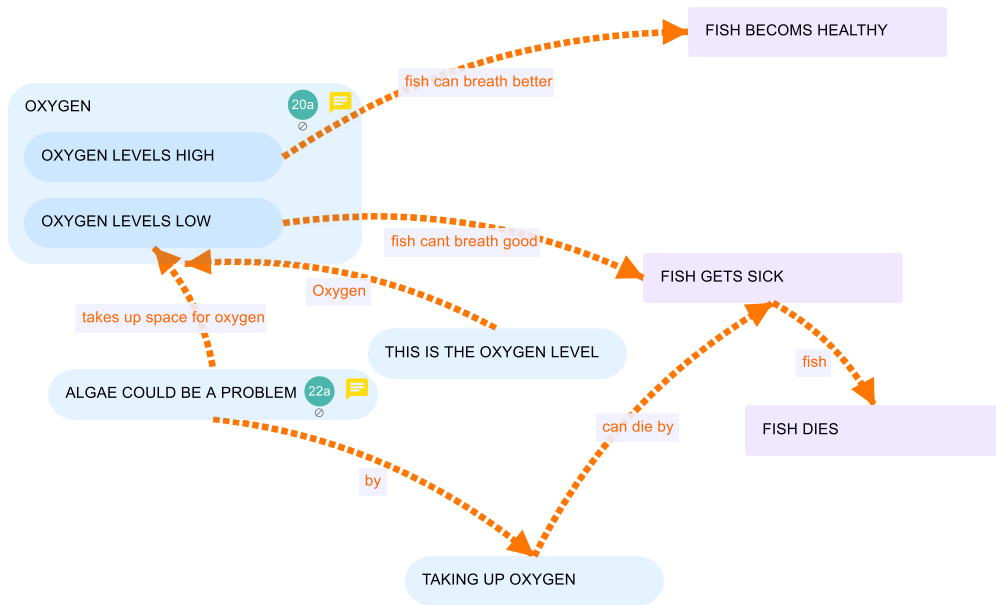 FISH BECOMS HEALTHY
fish can breath better
OXYGEN
20a
OXYGEN LEVELS HIGH
OXYGEN LEVELS LOW
fish cant breath good
FISH GETS SICK
Oxygen
takes up space for oxygen
THIS IS THE OXYGEN LEVEL
fish
ALGAE COULD BE A PROBLEM
22a
can die by
FISH DIES
by
TAKING UP OXYGEN